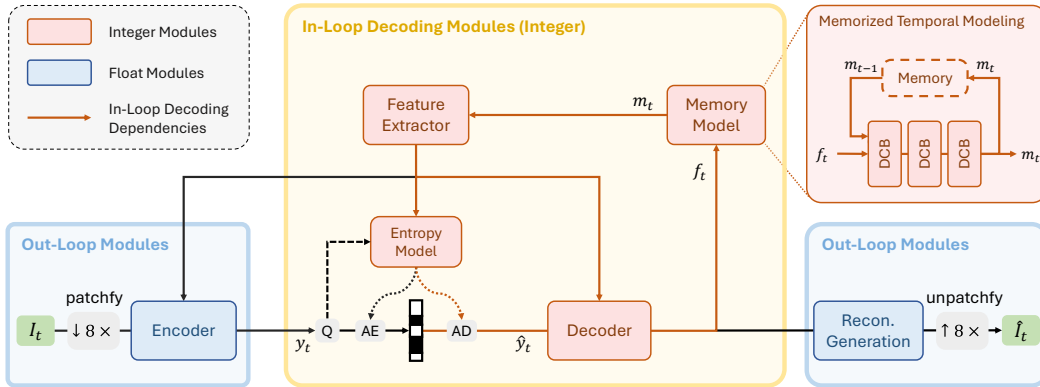 Integer Modules
Float Modules
In-Loop Decoding
Dependencies
In-Loop Decoding Modules (Integer)
Feature
Extractor
m_t
Memory
Model
f_t
Entropy
Model
Memorized Temporal Modeling
m_{t-1}
Memory
m_t
f_t
DCB
DCB
DCB
m_t
Out-Loop Modules
I_t
patchfy
↓ 8 ×
Encoder
y_t
Q
AE
AD
ŷ_t
Decoder
Out-Loop Modules
Recon.
Generation
unpatchfy
↑ 8 ×
Î_t